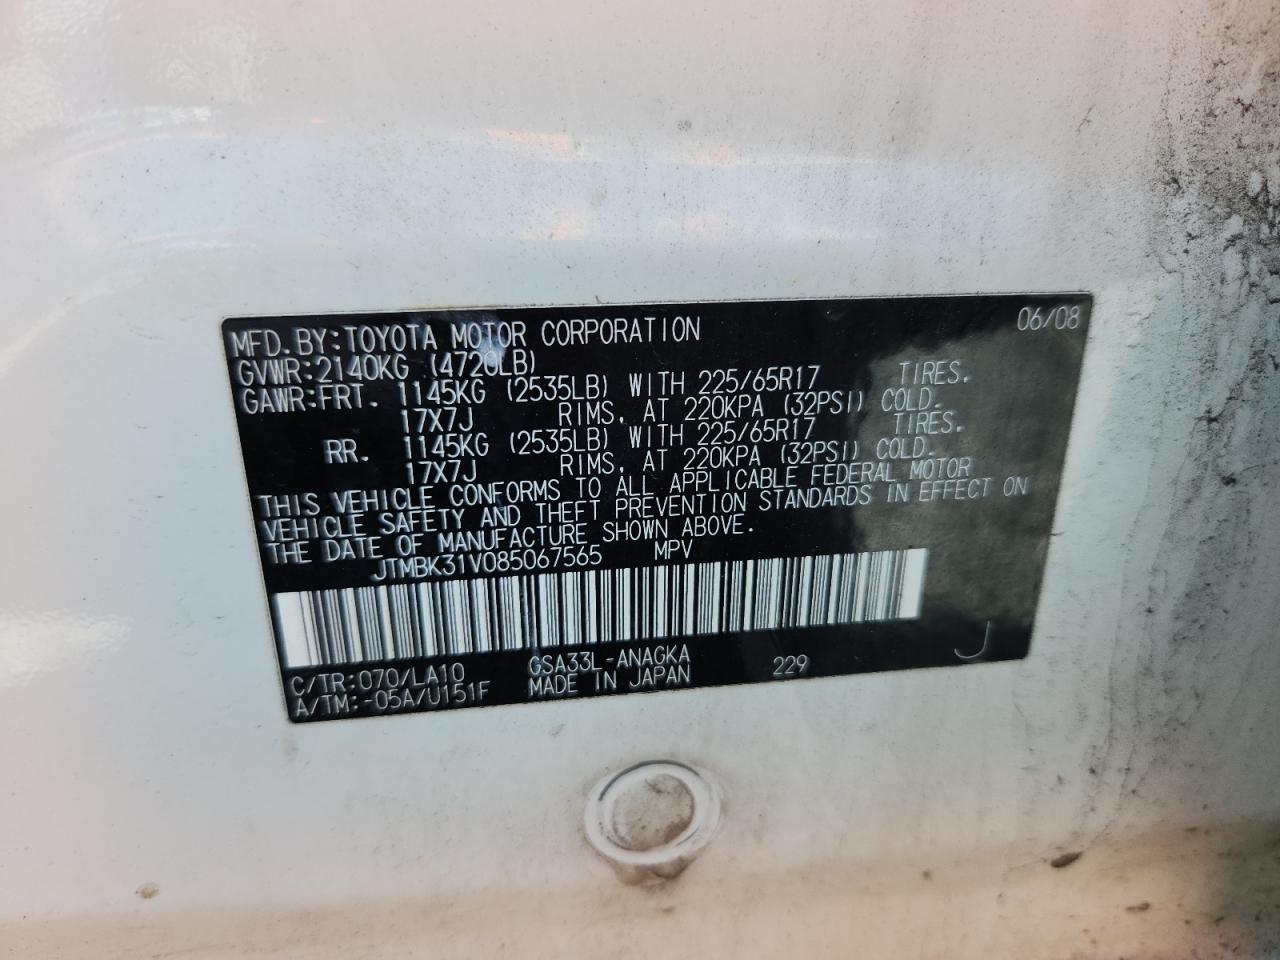 06/08
MFD. BY: TOYOTA MOTOR CORPORATION
GVWR: 2140KG (4720LB)
GAWR: FRT. 1145KG (2535LB) WITH 225/65R17 TIRES.
17X7J RIMS, AT 220KPA (32PSI) COLD.
RR. 1145KG (2535LB) WITH 225/65R17 TIRES.
17X7J RIMS, AT 220KPA (32PSI) COLD.
THIS VEHICLE CONFORMS TO ALL APPLICABLE FEDERAL MOTOR
VEHICLE SAFETY AND THEFT PREVENTION STANDARDS IN EFFECT ON
THE DATE OF MANUFACTURE SHOWN ABOVE.
JTMBK31V085067565 MPV
C/TR: 070/LA10 GSA33L-ANAGKA 229
A/TM: -05A/U151F MADE IN JAPAN
J